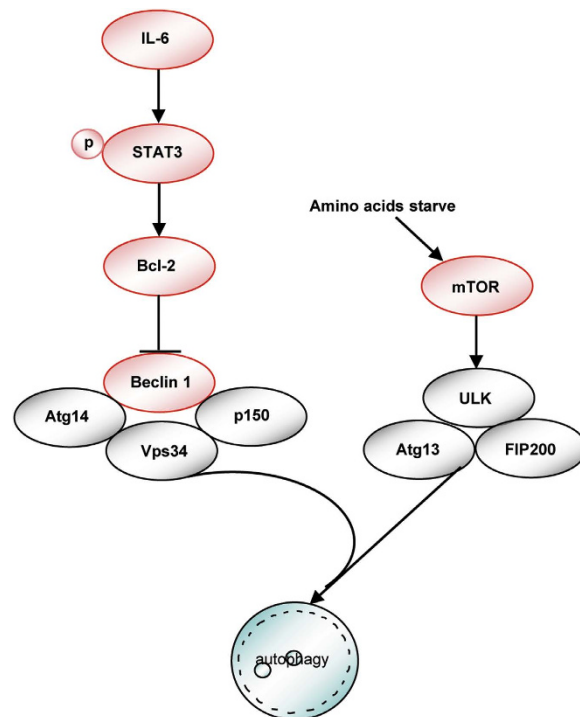 IL-6
p
STAT3
Amino acids starve
Bcl-2
mTOR
Beclin 1
ULK
Atg14
p150
Vps34
Atg13
FIP200
autophagy